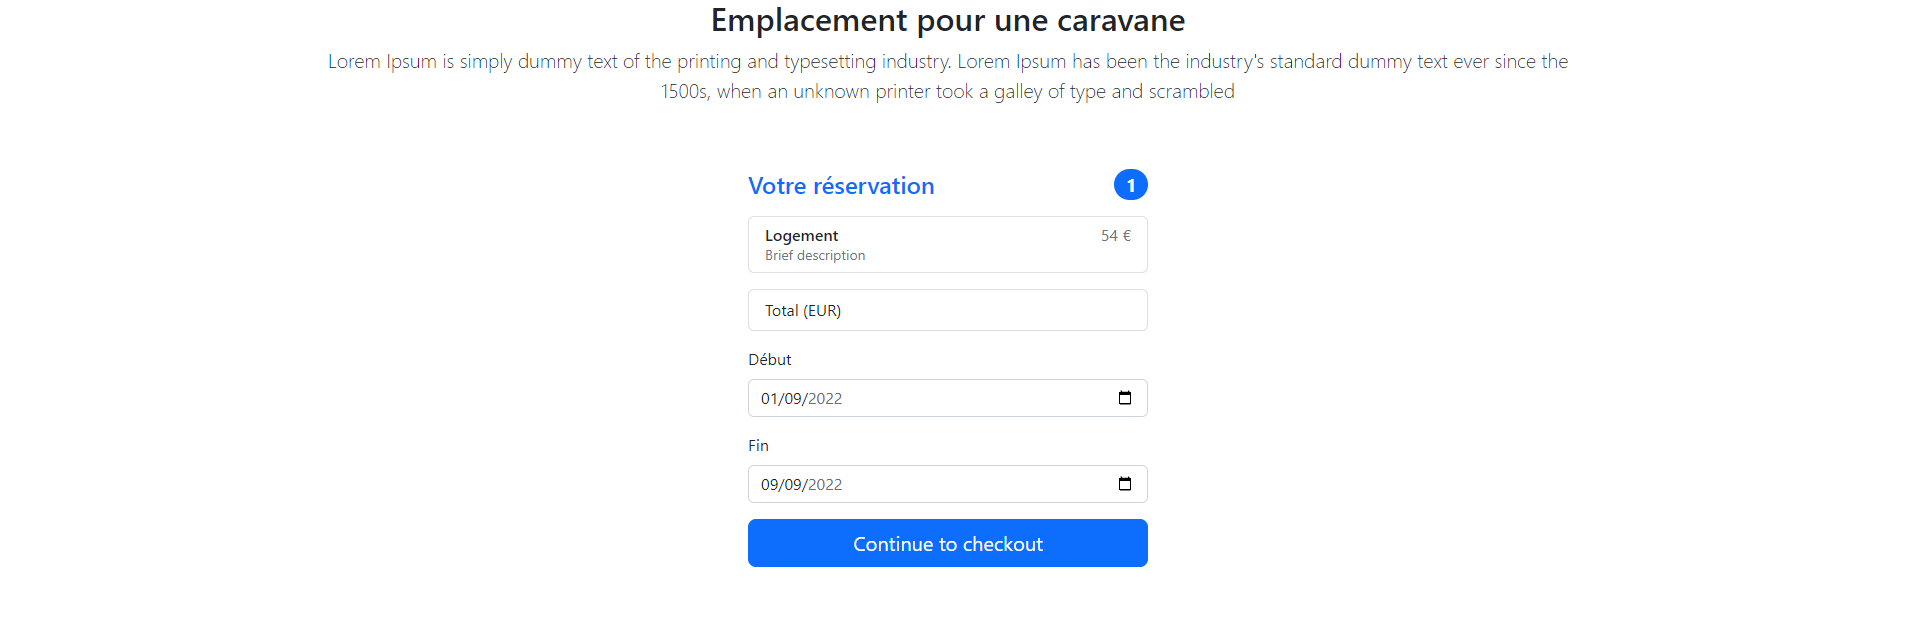 Emplacement pour une caravane
Lorem Ipsum is simply dummy text of the printing and typesetting industry. Lorem Ipsum has been the industry's standard dummy text ever since the
1500s, when an unknown printer took a galley of type and scrambled
Votre réservation 1
Logement 54 €
Brief description
Total (EUR)
Début
01/09/2022
Fin
09/09/2022
Continue to checkout